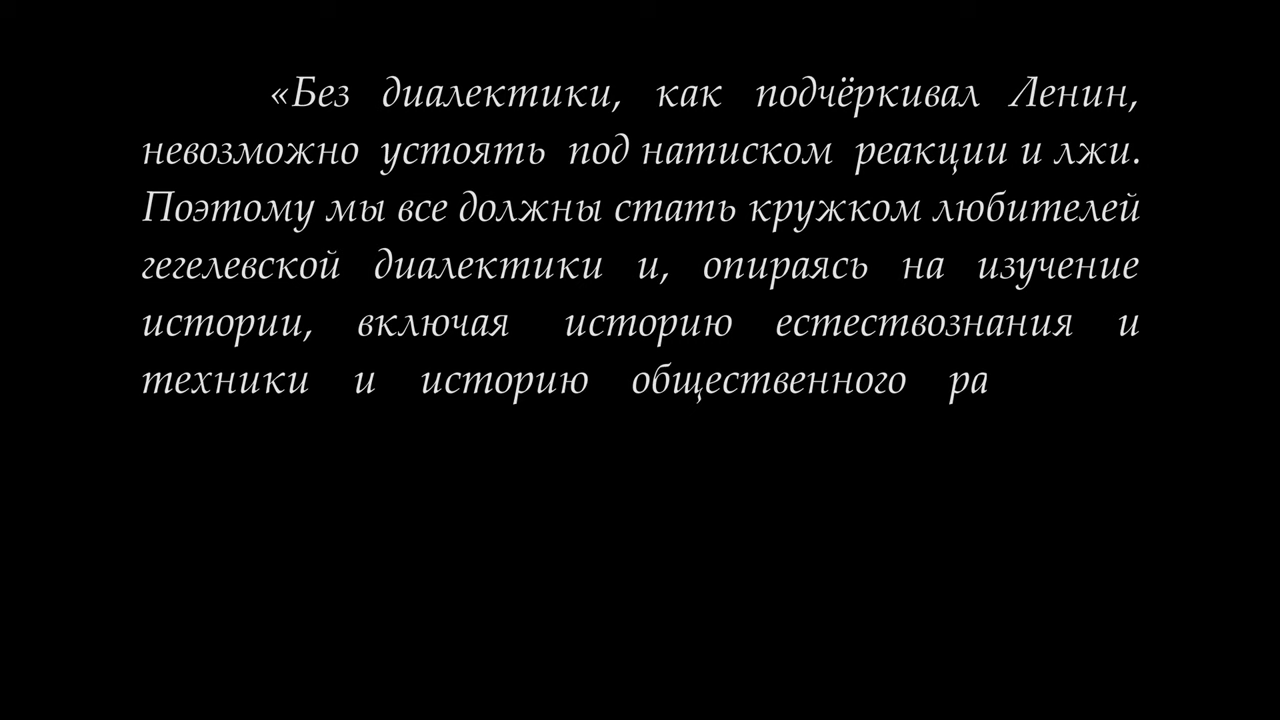 «Без диалектики, как подчёркивал Ленин,
невозможно устоять под натиском реакции и лжи.
Поэтому мы все должны стать кружком любителей
гегелевской диалектики и, опираясь на изучение
истории, включая историю естествознания и
техники и историю общественного ра